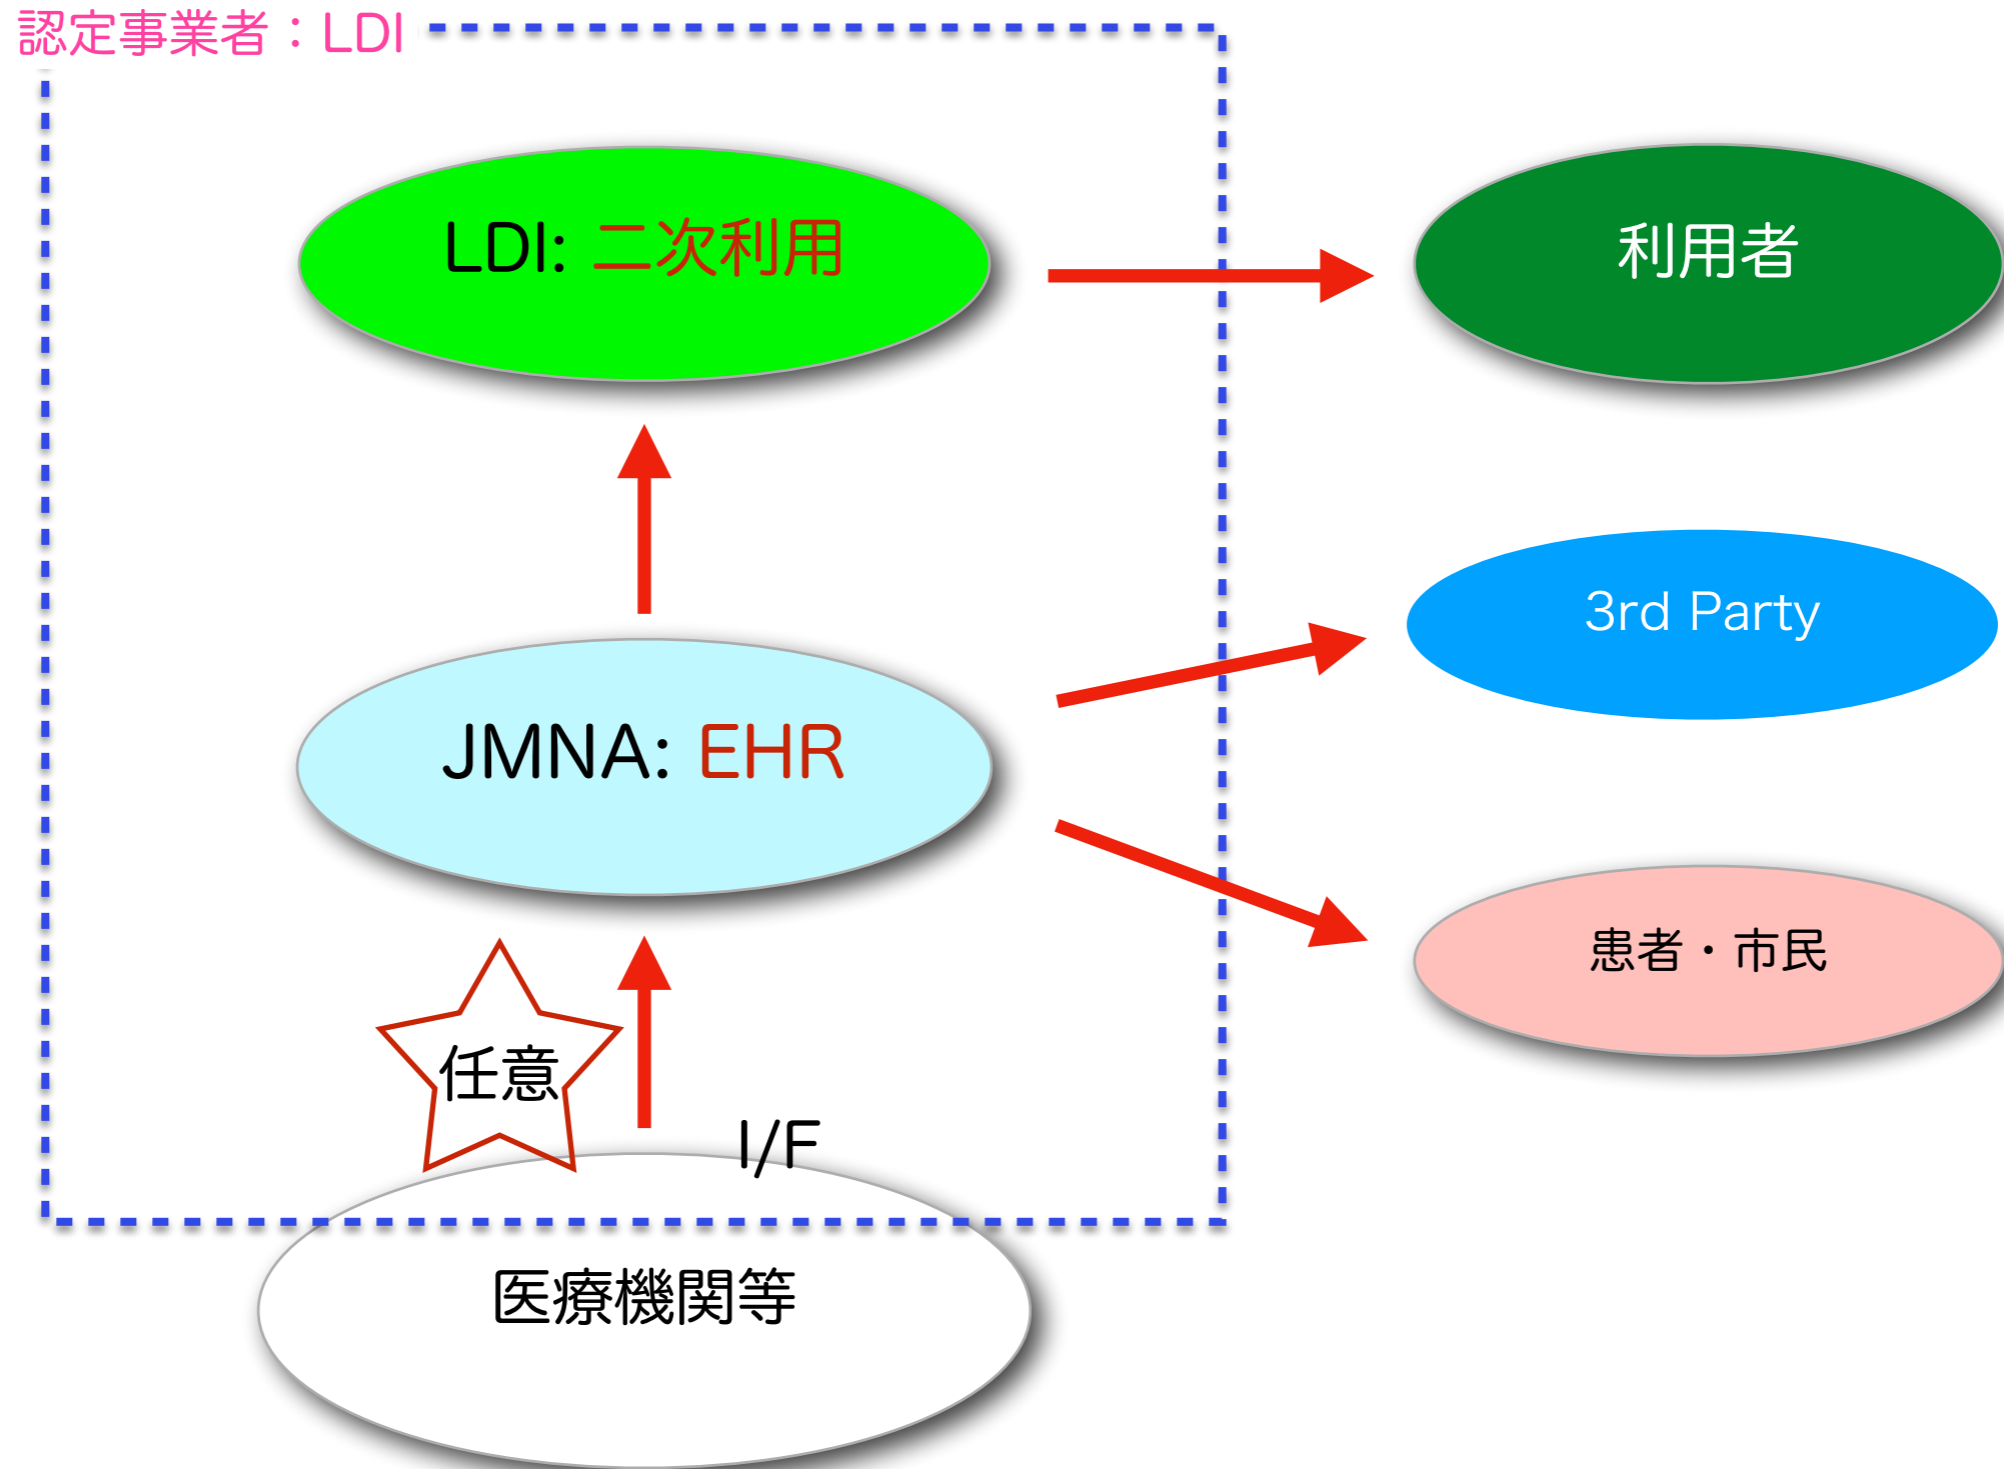 認定事業者：LDI
LDI: 二次利用
利用者
3rd Party
JMNA: EHR
患者・市民
任意
I/F
医療機関等